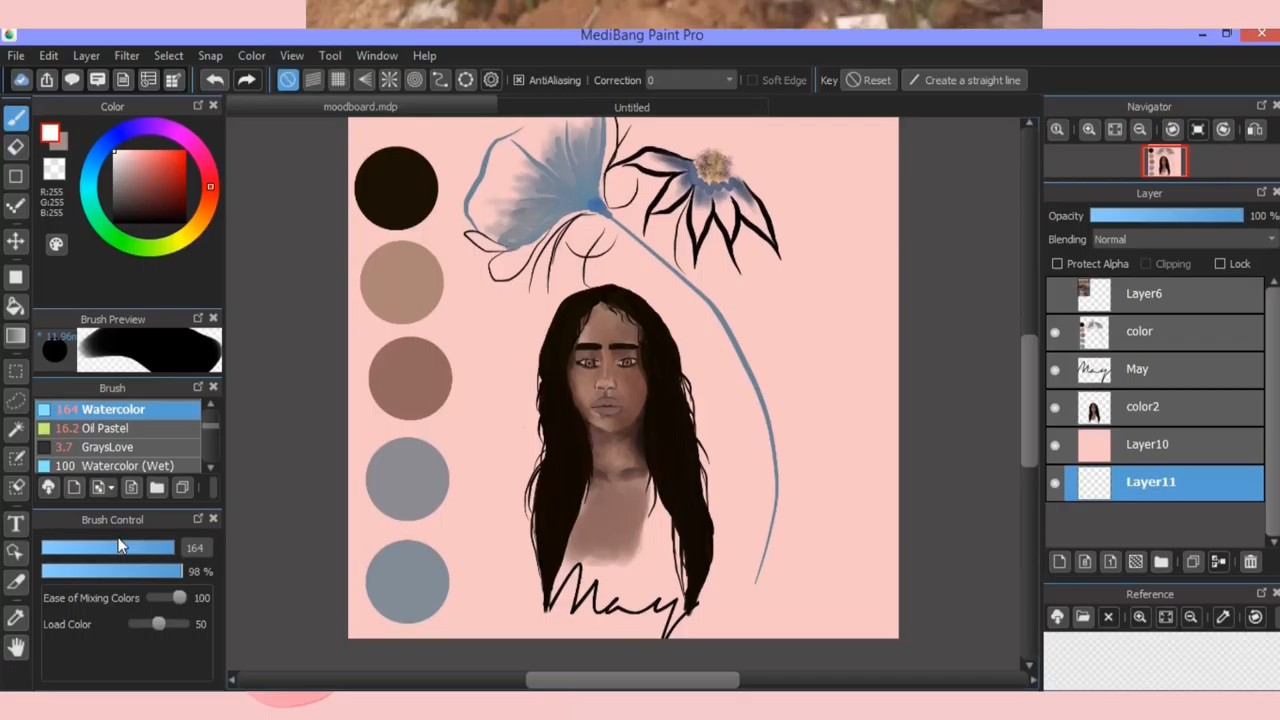 MediBang Paint Pro
File Edit Layer Filter Select Snap Color View Tool Window Help
AntiAliasing Correction 0 Soft Edge Key Reset Create a straight line
Color
moodboard.mdp Untitled
Navigator
R:255
G:255
B:255
Layer
Opacity 100 %
Blending Normal
Protect Alpha Clipping Lock
Layer6
color
May
color2
Layer10
Layer11
Brush Preview
* 11.96m
Brush
164 Watercolor
16.2 Oil Pastel
3.7 GraysLove
100 Watercolor (Wet)
Brush Control
164
98 %
Ease of Mixing Colors 100
Load Color 50
May
Reference